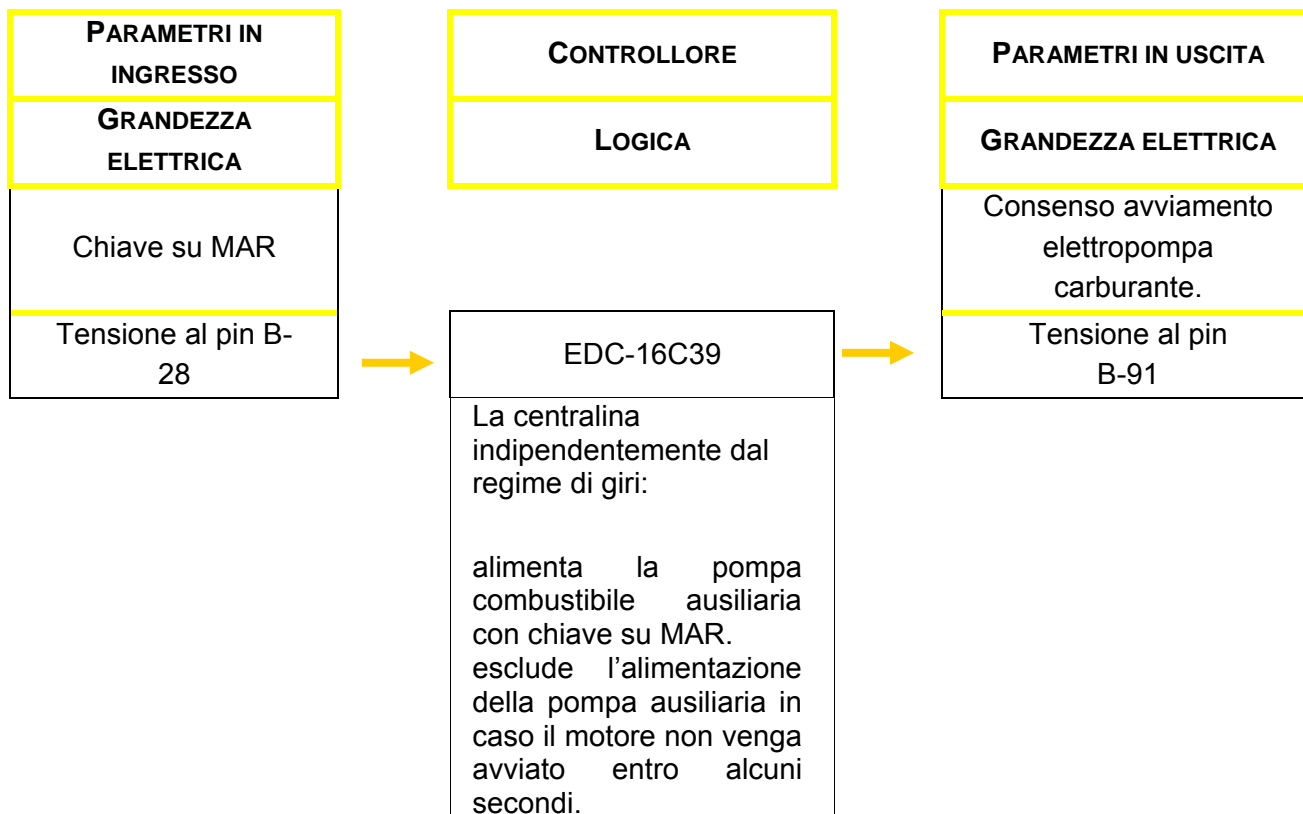 PARAMETRI IN
INGRESSO
GRANDEZZA
ELETTRICA
Chiave su MAR
Tensione al pin B-
28
CONTROLLORE
LOGICA
EDC-16C39
La centralina
indipendentemente dal
regime di giri:
alimenta la pompa
combustibile ausiliaria
con chiave su MAR.
esclude l’alimentazione
della pompa ausiliaria in
caso il motore non venga
avviato entro alcuni
secondi.
PARAMETRI IN USCITA
GRANDEZZA ELETTRICA
Consenso avviamento
elettropompa
carburante.
Tensione al pin
B-91